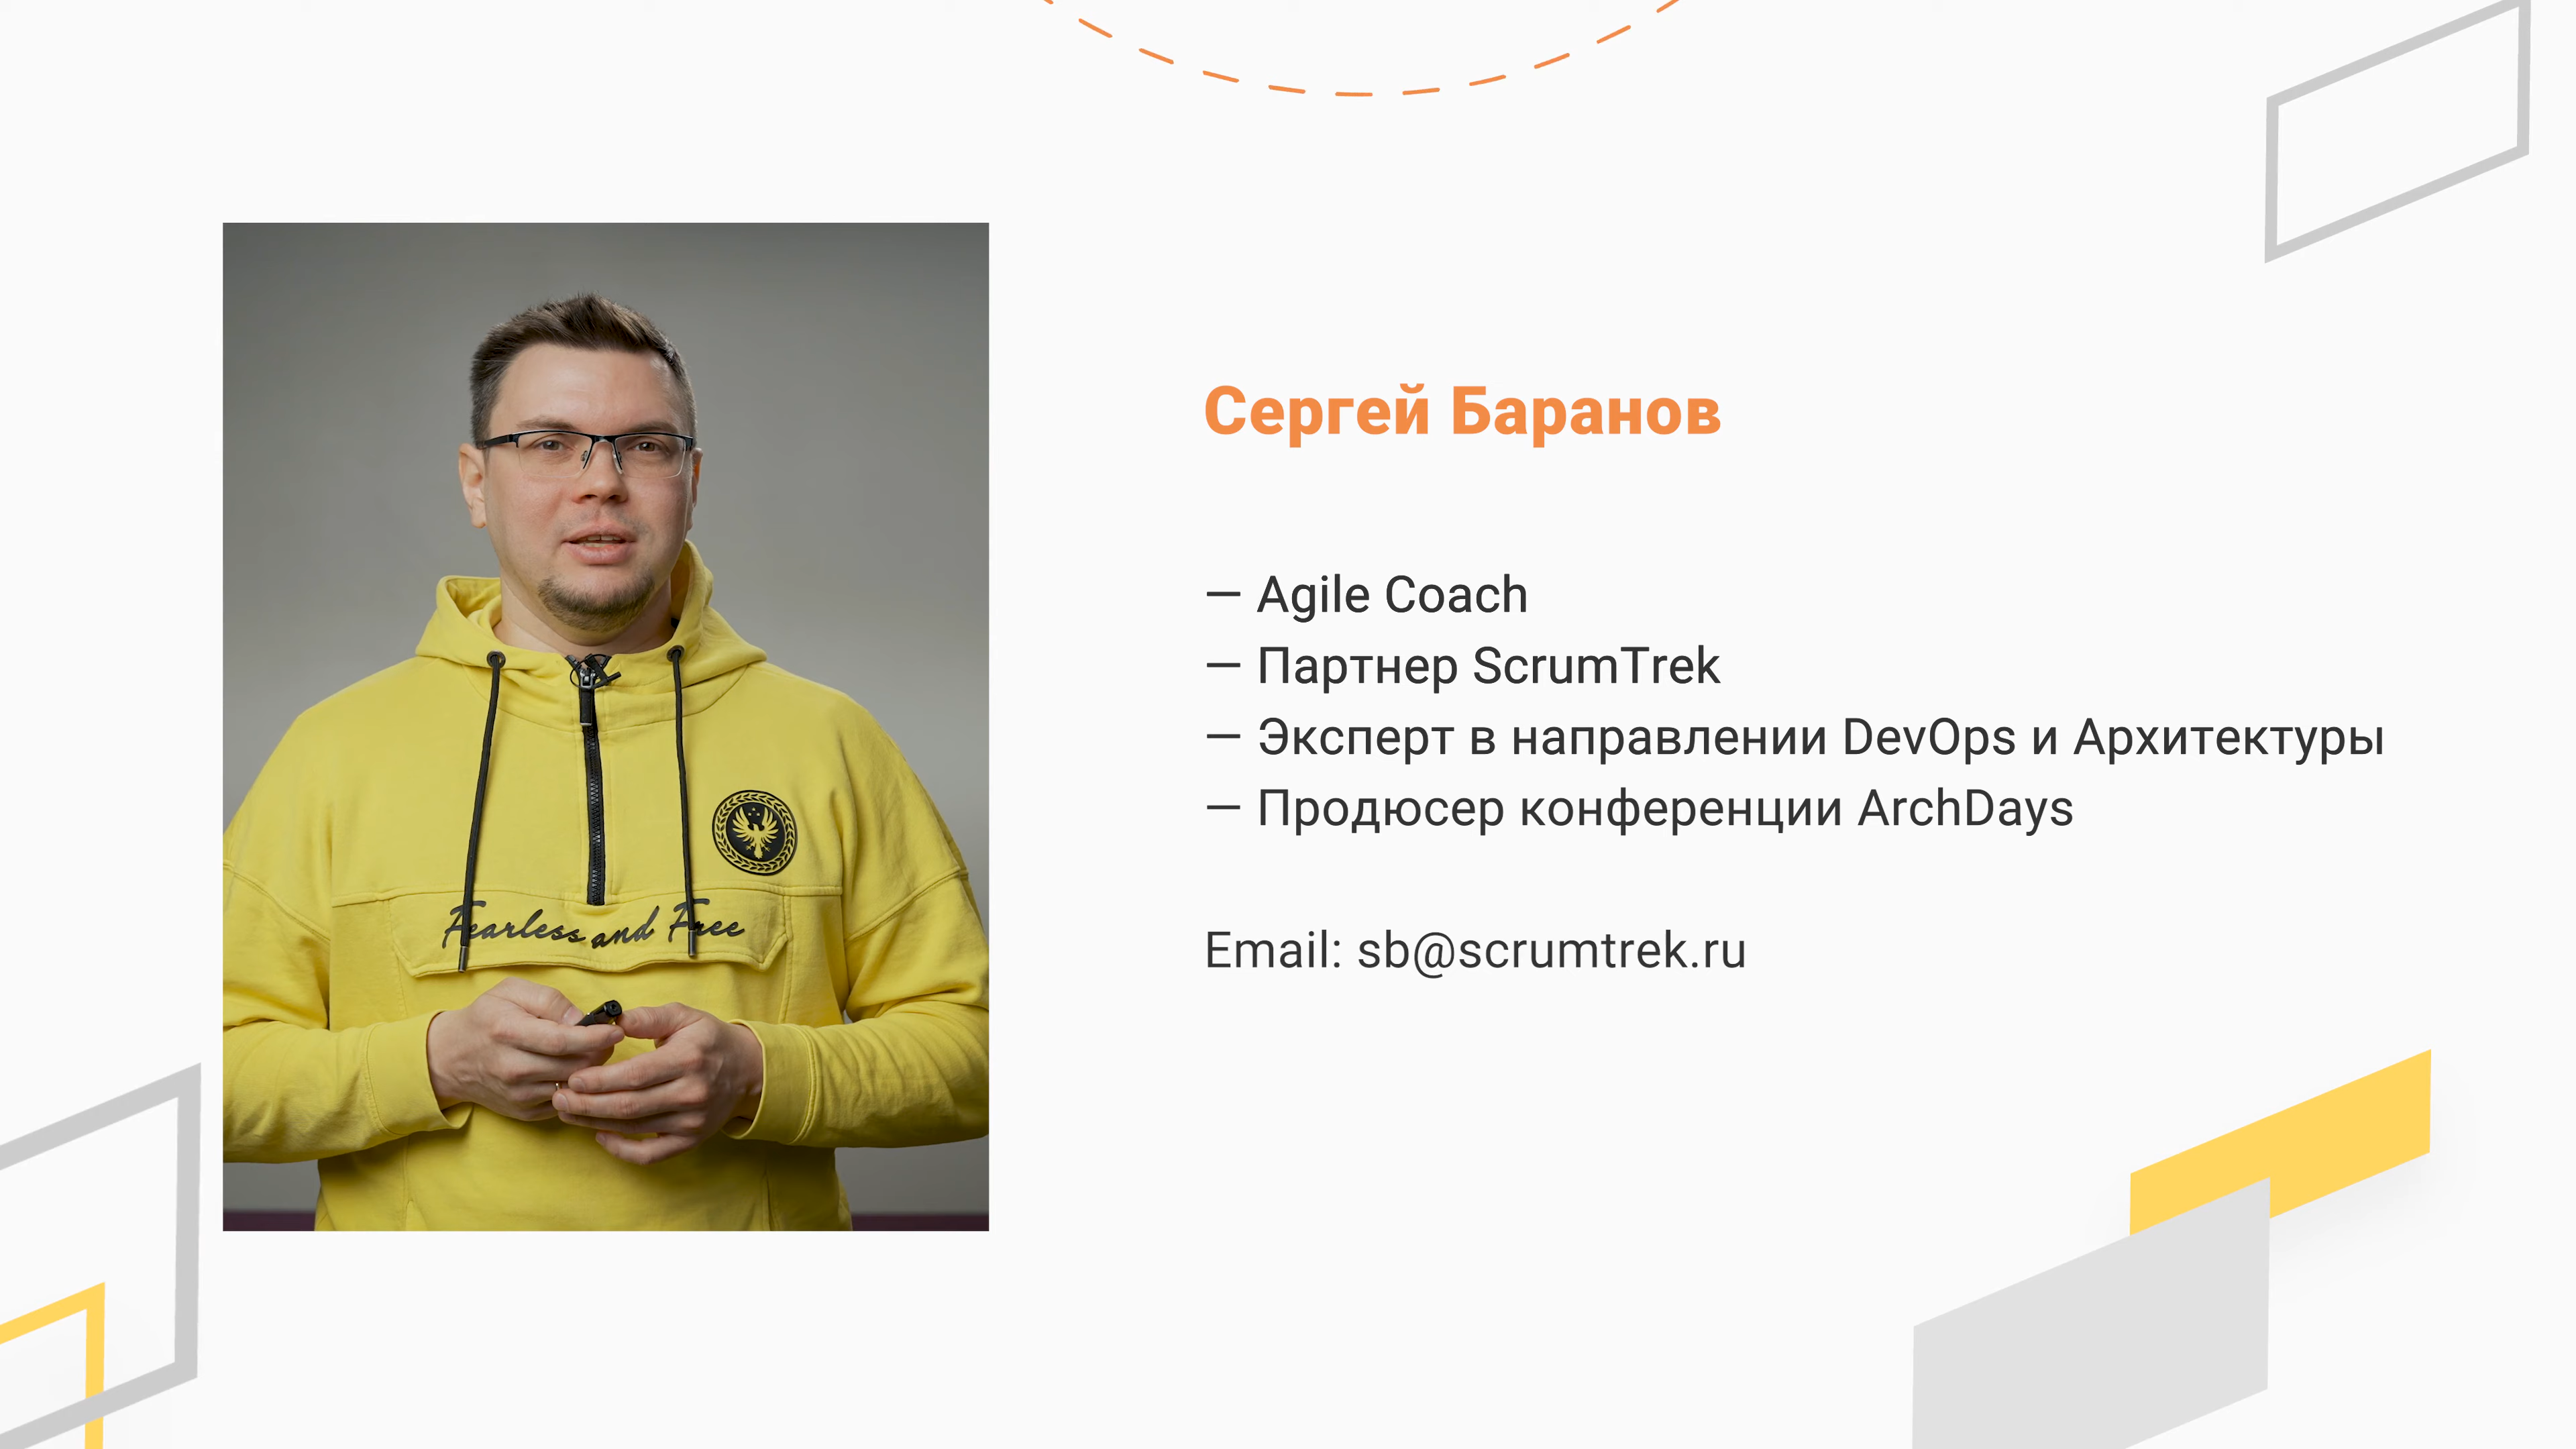 Сергей Баранов
— Agile Coach
— Партнер ScrumTrek
— Эксперт в направлении DevOps и Архитектуры
— Продюсер конференции ArchDays
Email: sb@scrumtrek.ru
Fearless and Free